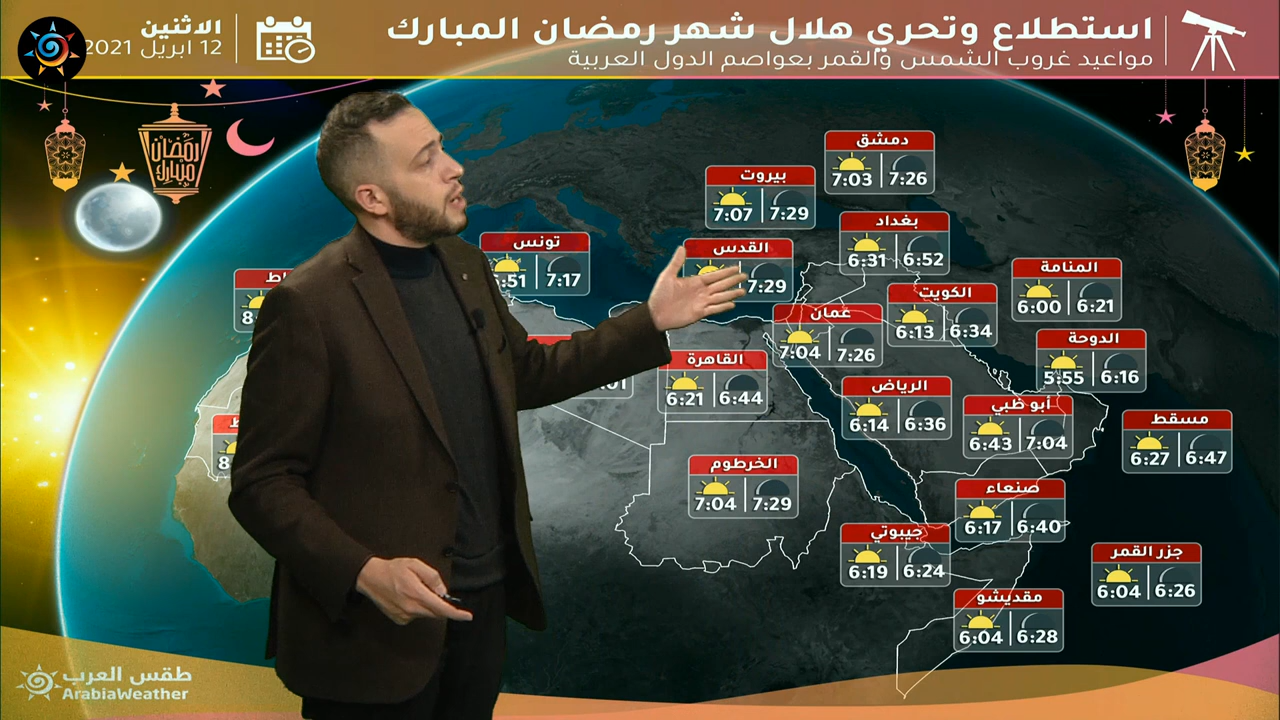 استطلاع وتحري هلال شهر رمضان المبارك
مواعيد غروب الشمس والقمر بعواصم الدول العربية
الاثنين
12 ابريل 2021
رمضان
مبارك
دمشق
7:03 7:26
بيروت
7:07 7:29
بغداد
6:31 6:52
تونس
:51 7:17
القدس
7:29
المنامة
6:00 6:21
الكويت
6:13 6:34
عمان
7:04 7:26
الدوحة
5:55 6:16
القاهرة
6:21 6:44
الرياض
6:14 6:36
أبو ظبي
6:43 7:04
مسقط
6:27 6:47
الخرطوم
7:04 7:29
صنعاء
6:17 6:40
جيبوتي
6:19 6:24
جزر القمر
6:04 6:26
مقديشو
6:04 6:28
طقس العرب
ArabiaWeather